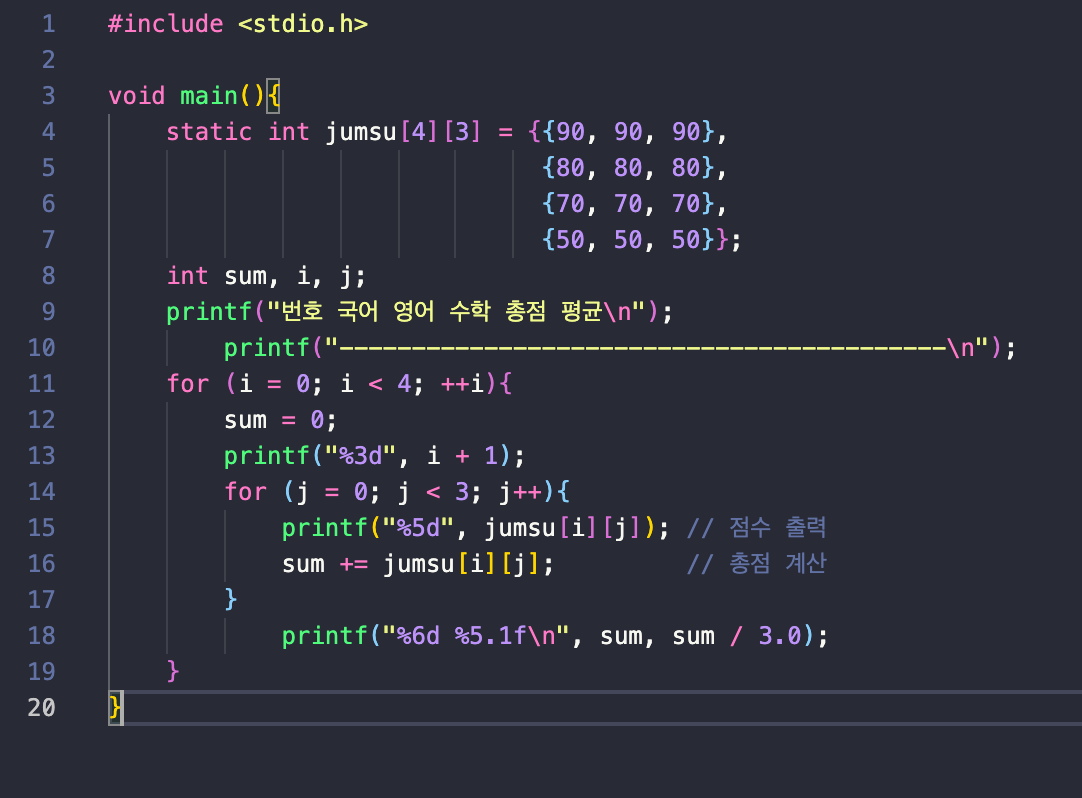 1 #include <stdio.h>
2
3 void main(){
4 static int jumsu[4][3] = {{90, 90, 90},
5 {80, 80, 80},
6 {70, 70, 70},
7 {50, 50, 50}};
8 int sum, i, j;
9 printf("번호 국어 영어 수학 총점 평균\n");
10 printf("------------------------------------------\n");
11 for (i = 0; i < 4; ++i){
12 sum = 0;
13 printf("%3d", i + 1);
14 for (j = 0; j < 3; j++){
15 printf("%5d", jumsu[i][j]); // 점수 출력
16 sum += jumsu[i][j]; // 총점 계산
17 }
18 printf("%6d %5.1f\n", sum, sum / 3.0);
19 }
20 }